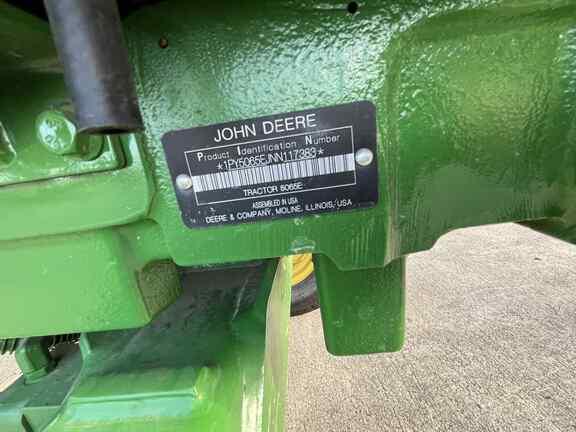 JOHN DEERE
Product Identification Number
*1PY5065EJNN117383*
TRACTOR 5065E
ASSEMBLED IN USA
DEERE & COMPANY, MOLINE, ILLINOIS, USA